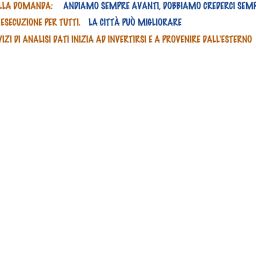 LLA DOMANDA: ANDIAMO SEMPRE AVANTI, DOBBIAMO CREDERCI SEMP
ESECUZIONE PER TUTTI. LA CITTÀ PUÒ MIGLIORARE
VIZI DI ANALISI DATI INIZIA AD INVERTIRSI E A PROVENIRE DALL'ESTERNO